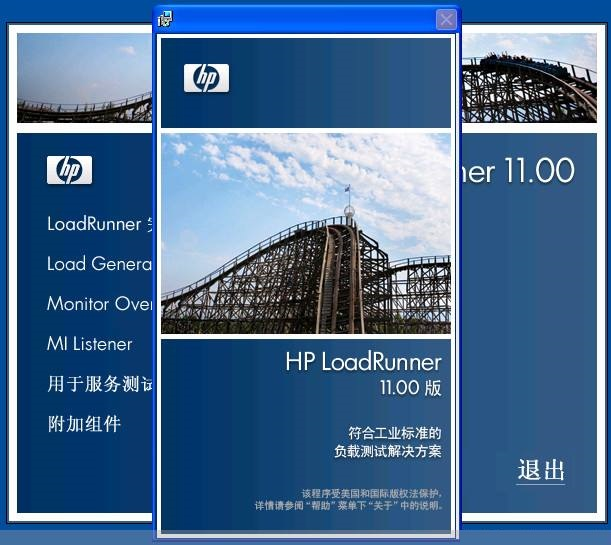 hp
HP LoadRunner
11.00 版
符合工业标准的
负载测试解决方案
该程序受美国和国际版权法保护，
详情请参阅“帮助”菜单下“关于”中的说明。
hp
11.00
LoadRunner
Load
Monitor
MI Listener
用于服务测试
附加组件
退出